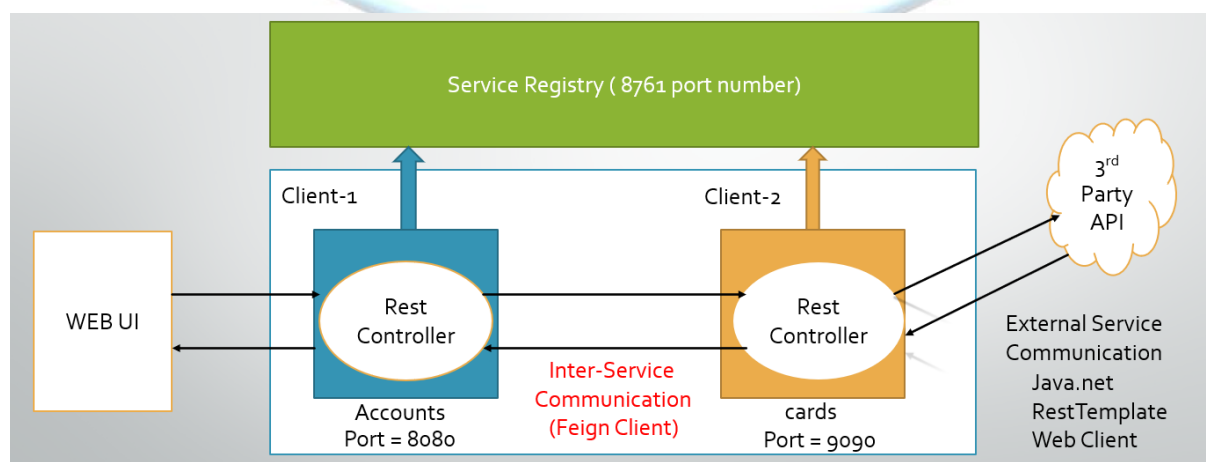 Service Registry ( 8761 port number)
Client-1
Client-2
3rd
Party
API
WEB UI
Rest
Controller
Rest
Controller
Inter-Service
Communication
(Feign Client)
Accounts
Port = 8080
cards
Port = 9090
External Service
Communication
Java.net
RestTemplate
Web Client